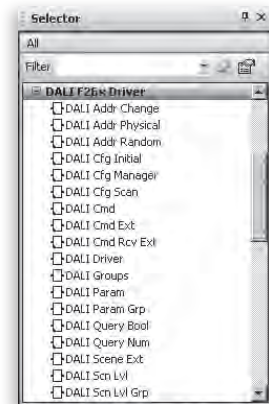 Selector
All
Filter
DALI F26x Driver
DALI Addr Change
DALI Addr Physical
DALI Addr Random
DALI Cfg Initial
DALI Cfg Manager
DALI Cfg Scan
DALI Cmd
DALI Cmd Ext
DALI Cmd Rcv Ext
DALI Driver
DALI Groups
DALI Param
DALI Param Grp
DALI Query Bool
DALI Query Num
DALI Scene Ext
DALI Scn Lvl
DALI Scn Lvl Grp